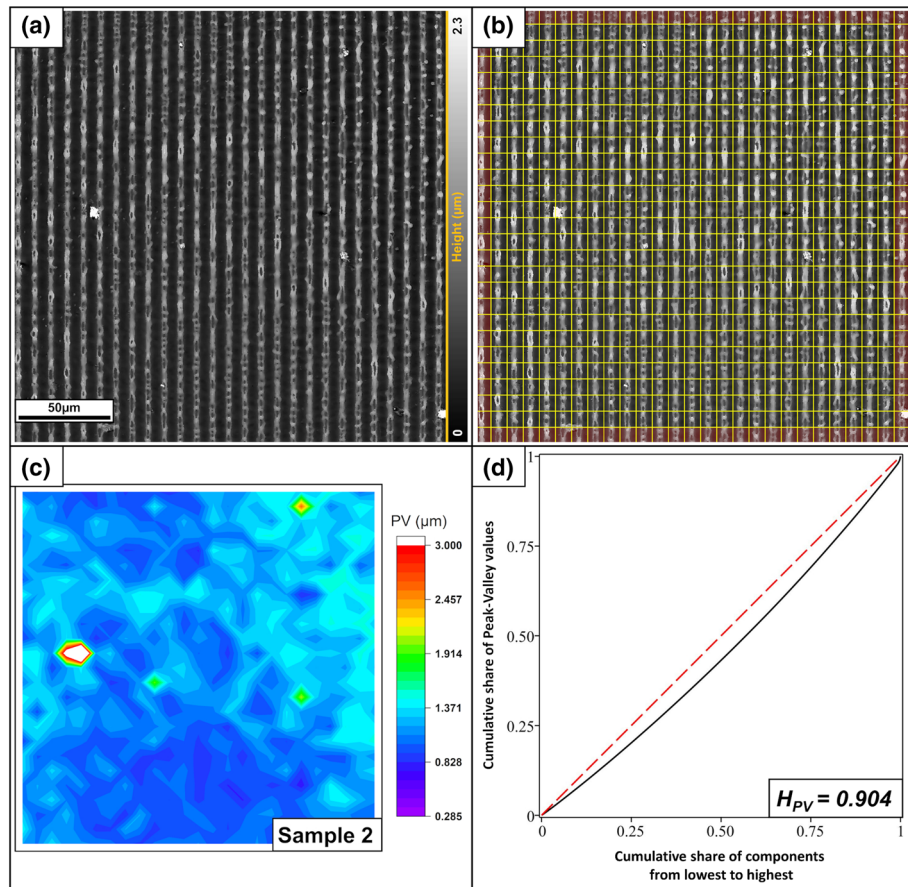 (a)
2.3
Height (µm)
0
50µm
(b)
(c)
PV (µm)
3.000
2.457
1.914
1.371
0.828
0.285
Sample 2
(d)
1
0.75
0.50
0.25
0
Cumulative share of Peak-Valley values
0
0.25
0.50
0.75
1
H_PV = 0.904
Cumulative share of components
from lowest to highest